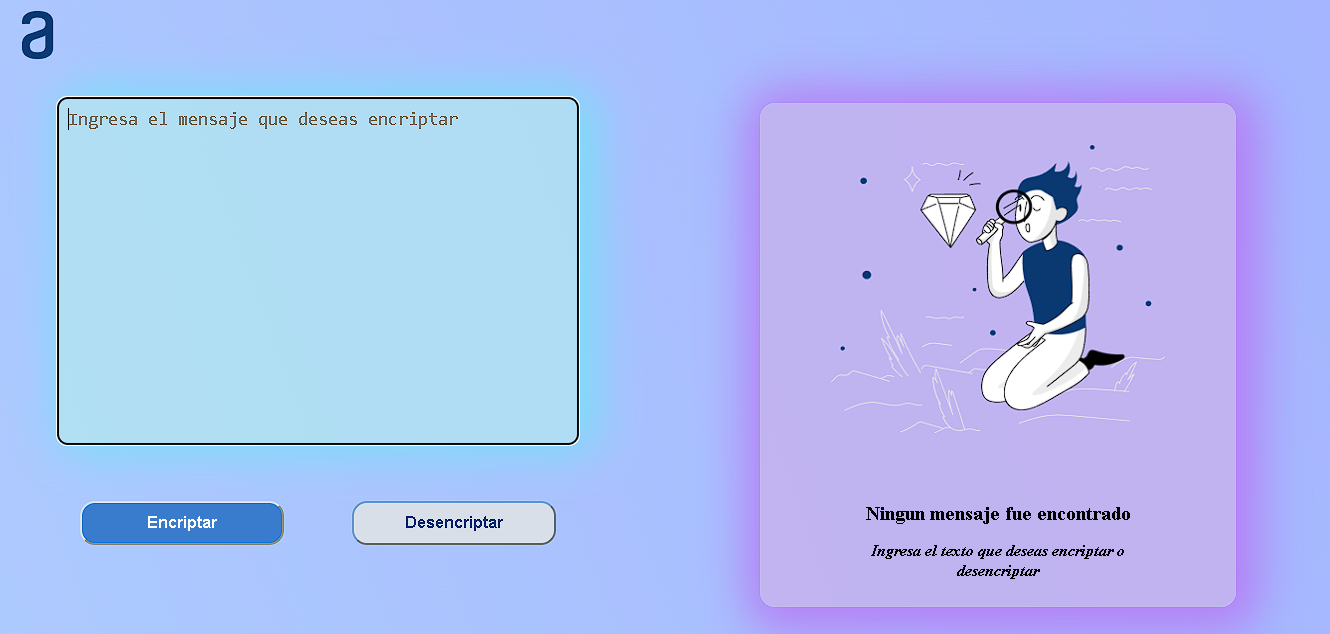 a
Ingresa el mensaje que deseas encriptar
Encriptar
Desencriptar
Ningun mensaje fue encontrado
Ingresa el texto que deseas encriptar o
desencriptar